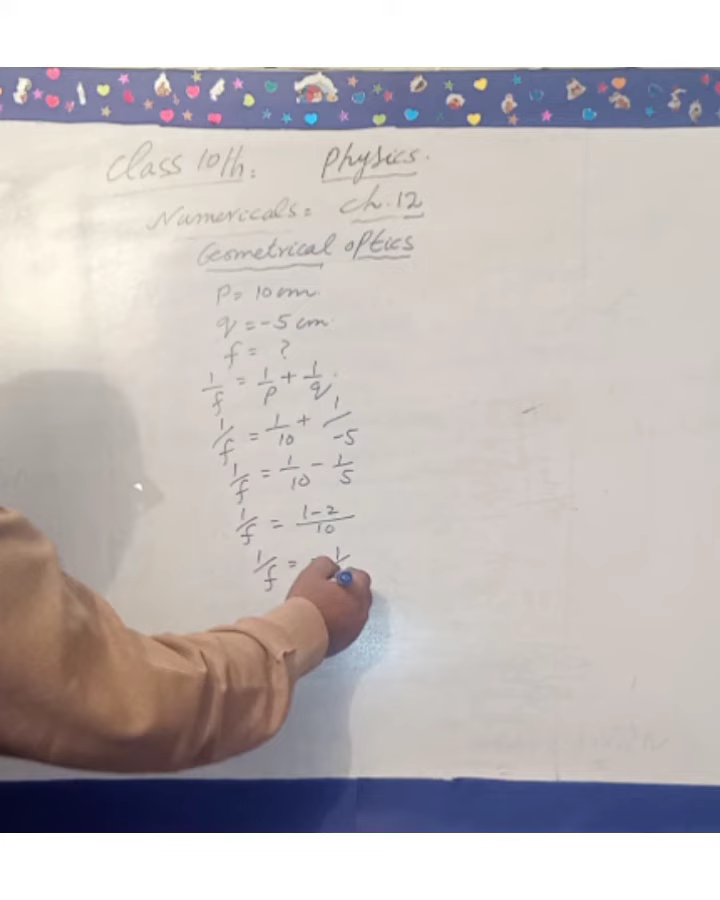 Class 10th: Physics.
Numericals= Ch.12
Geometrical optics
P= 10 cm.
q = -5 cm.
f = ?
1/f = 1/p + 1/q.
1/f = 1/10 + 1/-5
1/f = 1/10 - 1/5
1/f = 1-2/10
1/f =